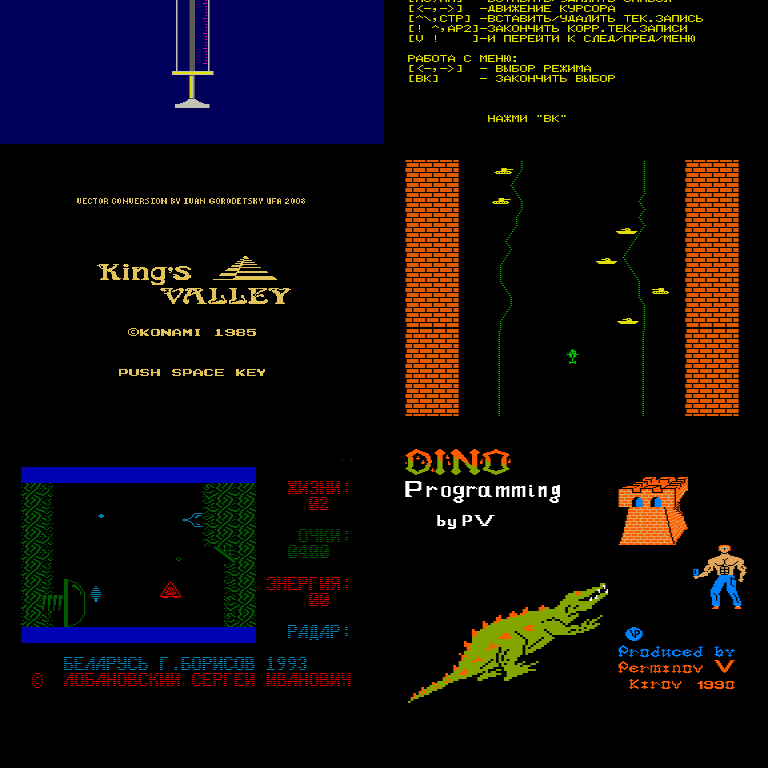 [<-,->] -ДВИЖЕНИЕ КУРСОРА
[^\,СТР] -ВСТАВИТЬ/УДАЛИТЬ ТЕК.ЗАПИСЬ
[! ^,АР2]-ЗАКОНЧИТЬ КОРР.ТЕК.ЗАПИСИ
[V !    ]-И ПЕРЕЙТИ К СЛЕД/ПРЕД/МЕНЮ
РАБОТА С МЕНЮ:
[<-,->]  - ВЫБОР РЕЖИМА
[ВК]     - ЗАКОНЧИТЬ ВЫБОР
НАЖМИ "ВК"
VECTOR CONVERSION BY IVAN GORODETSKY UFA 2008
King's
VALLEY
©KONAMI 1985
PUSH SPACE KEY
ЖИЗНИ:
02
ОЧКИ:
0400
ЭНЕРГИЯ:
00
РАДАР:
БЕЛАРУСЬ Г.БОРИСОВ 1993
© ЛОБАНОВСКИЙ СЕРГЕЙ ИВАНОВИЧ
DINO
Programming
by PV
VP
Produced by
Perminov V
Kirov 1990